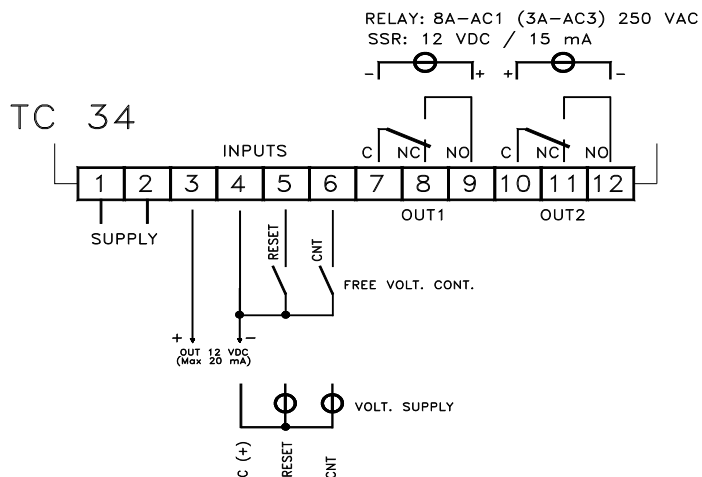 RELAY: 8A-AC1 (3A-AC3) 250 VAC
SSR: 12 VDC / 15 mA
- + + -
TC 34
INPUTS
C NC NO C NC NO
1 2 3 4 5 6 7 8 9 10 11 12
SUPPLY
OUT1 OUT2
RESET
CNT
FREE VOLT. CONT.
+ -
OUT 12 VDC
(Max 20 mA)
VOLT. SUPPLY
C (+)
RESET
CNT